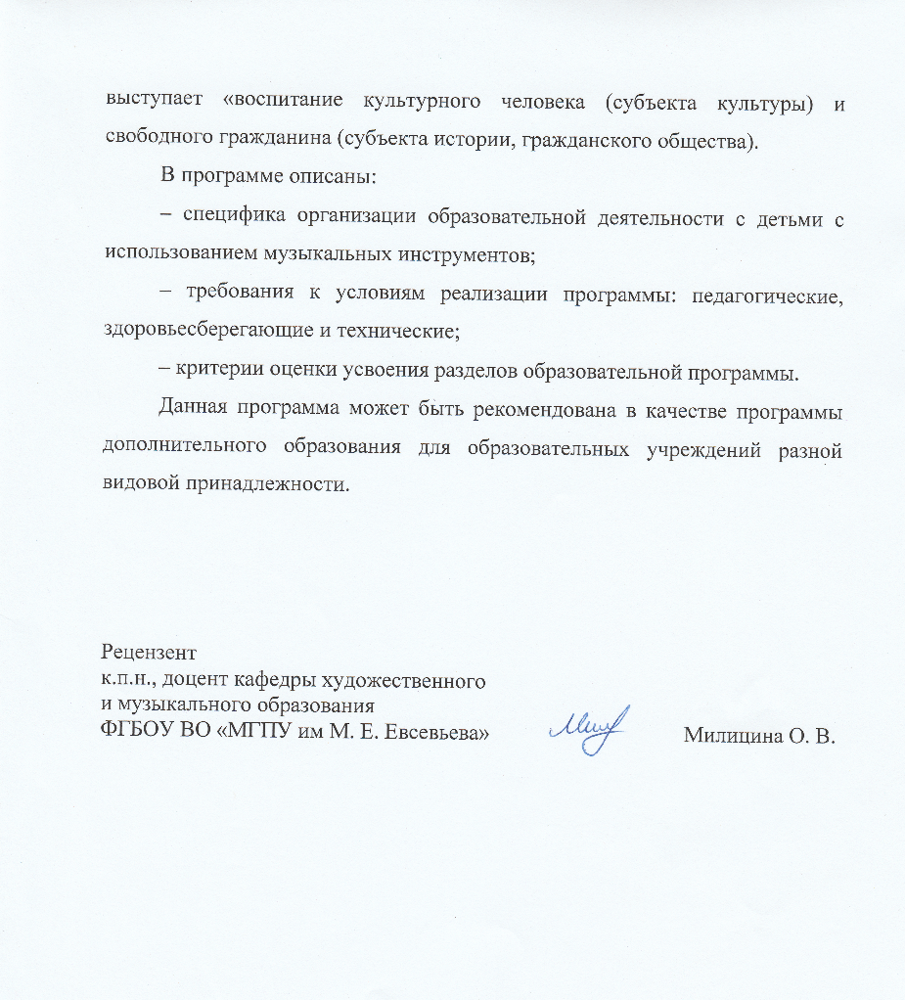 выступает «воспитание культурного человека (субъекта культуры) и
свободного гражданина (субъекта истории, гражданского общества).
В программе описаны:
– специфика организации образовательной деятельности с детьми с
использованием музыкальных инструментов;
– требования к условиям реализации программы: педагогические,
здоровьесберегающие и технические;
– критерии оценки усвоения разделов образовательной программы.
Данная программа может быть рекомендована в качестве программы
дополнительного образования для образовательных учреждений разной
видовой принадлежности.
Рецензент
к.п.н., доцент кафедры художественного
и музыкального образования
ФГБОУ ВО «МГПУ им М. Е. Евсевьева» Милицина О. В.